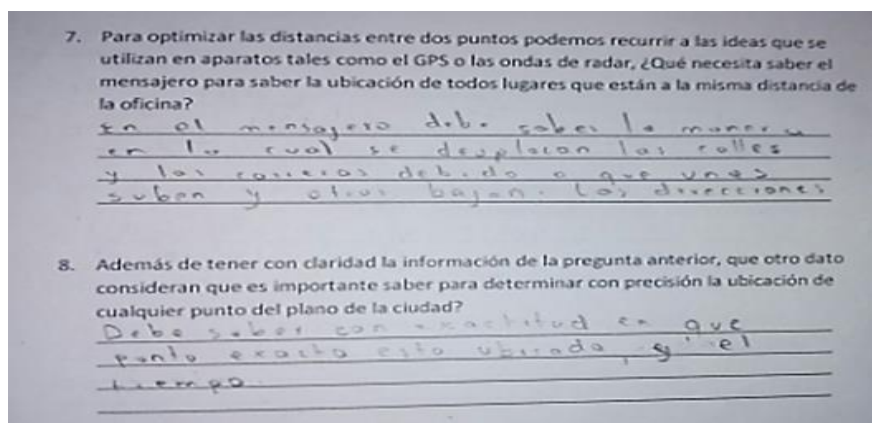 7. Para optimizar las distancias entre dos puntos podemos recurrir a las ideas que se
utilizan en aparatos tales como el GPS o las ondas de radar, ¿Qué necesita saber el
mensajero para saber la ubicación de todos lugares que están a la misma distancia de
la oficina?
En el mensajero debe saber la manera
en la cual se desplacan las calles
y las carreras debido a que unas
suben y otras bajan. Las direcciones
8. Además de tener con claridad la información de la pregunta anterior, que otro dato
consideran que es importante saber para determinar con precisión la ubicación de
cualquier punto del plano de la ciudad?
Debe saber con exactitud en que
punto exacto esta ubicado, y el
tiempo